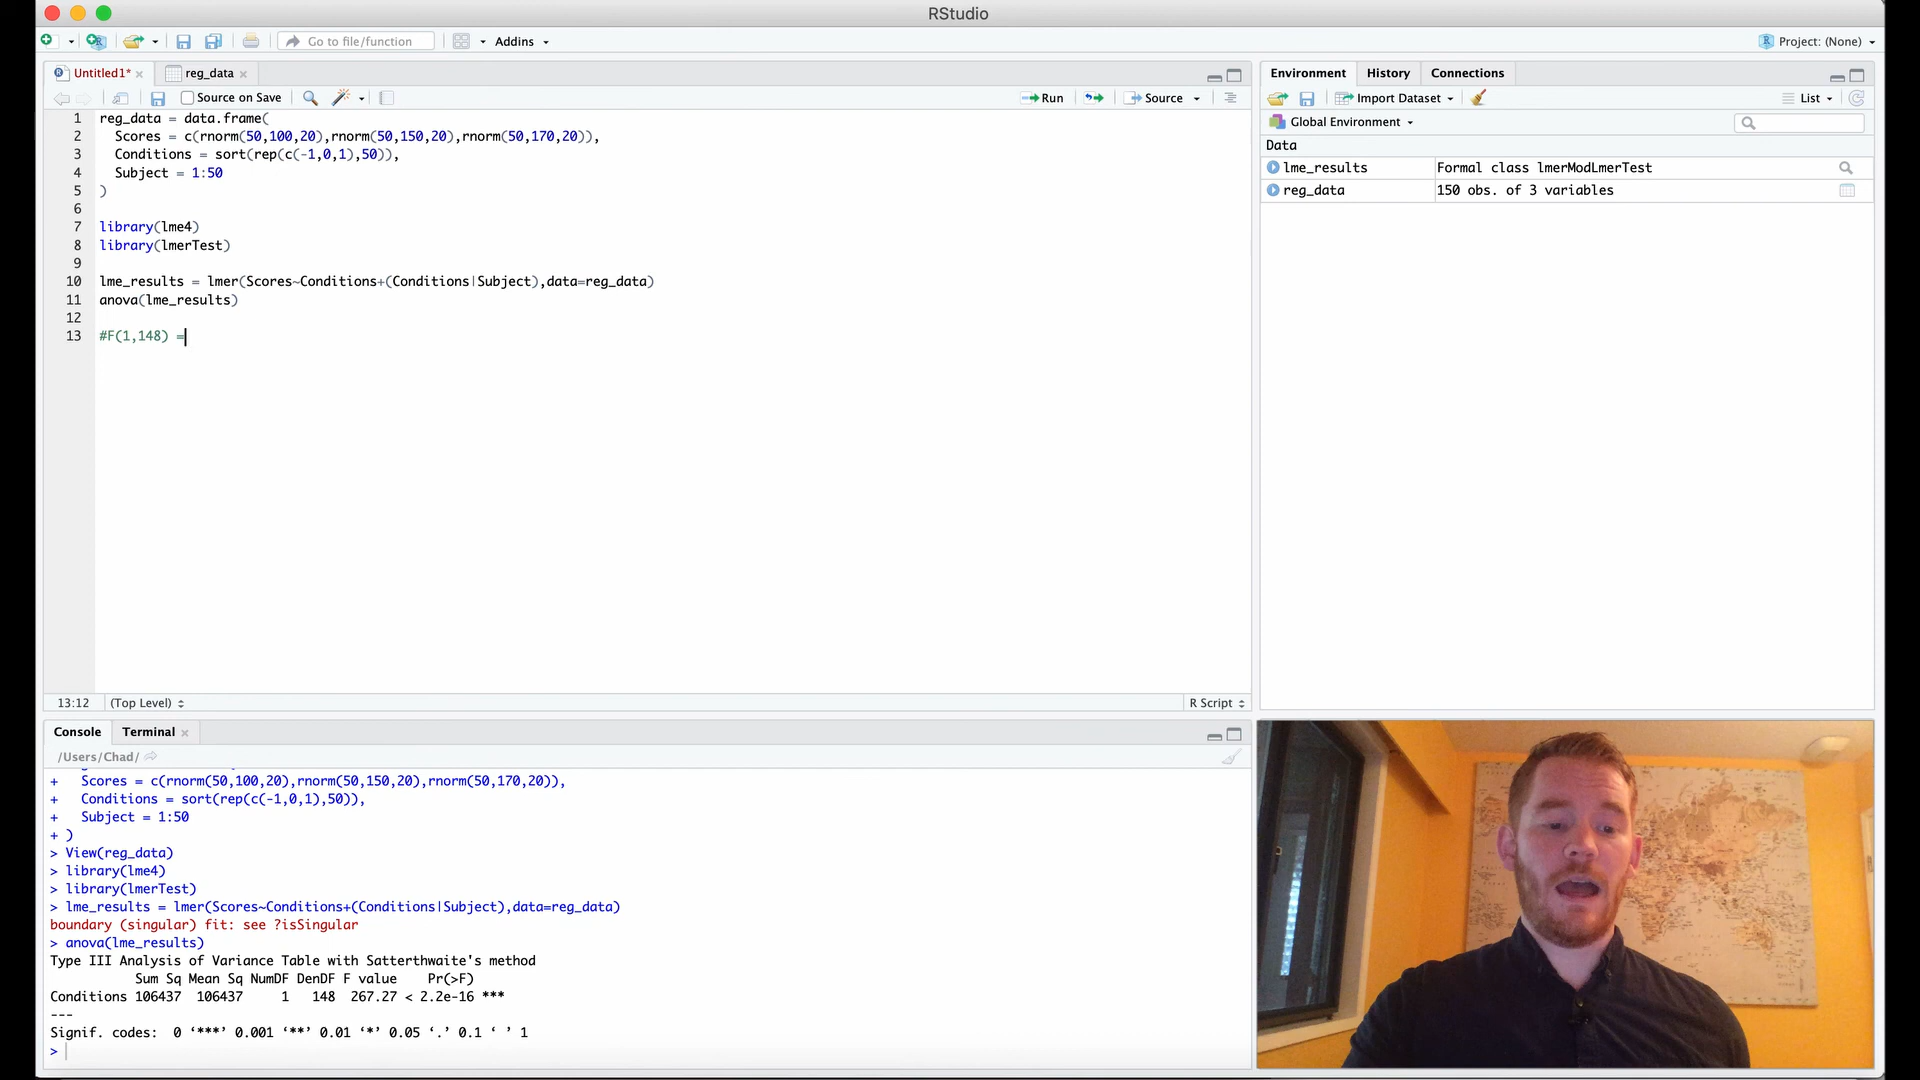 RStudio
Go to file/function
Addins
Project: (None)
Untitled1*
reg_data
Source on Save
Run
Source
1 reg_data = data.frame(
2   Scores = c(rnorm(50,100,20),rnorm(50,150,20),rnorm(50,170,20)),
3   Conditions = sort(rep(c(-1,0,1),50)),
4   Subject = 1:50
5 )
6
7 library(lme4)
8 library(lmerTest)
9
10 lme_results = lmer(Scores~Conditions+(Conditions|Subject),data=reg_data)
11 anova(lme_results)
12
13 #F(1,148) =
13:12 (Top Level)
R Script
Environment History Connections
Import Dataset
List
Global Environment
Data
lme_results Formal class lmerModLmerTest
reg_data 150 obs. of 3 variables
Console Terminal
/Users/Chad/
+   Scores = c(rnorm(50,100,20),rnorm(50,150,20),rnorm(50,170,20)),
+   Conditions = sort(rep(c(-1,0,1),50)),
+   Subject = 1:50
+ )
> View(reg_data)
> library(lme4)
> library(lmerTest)
> lme_results = lmer(Scores~Conditions+(Conditions|Subject),data=reg_data)
boundary (singular) fit: see ?isSingular
> anova(lme_results)
Type III Analysis of Variance Table with Satterthwaite's method
Sum Sq Mean Sq NumDF DenDF F value Pr(>F)
Conditions 106437 106437 1 148 267.27 < 2.2e-16 ***
---
Signif. codes: 0 ‘***’ 0.001 ‘**’ 0.01 ‘*’ 0.05 ‘.’ 0.1 ‘ ’ 1
>